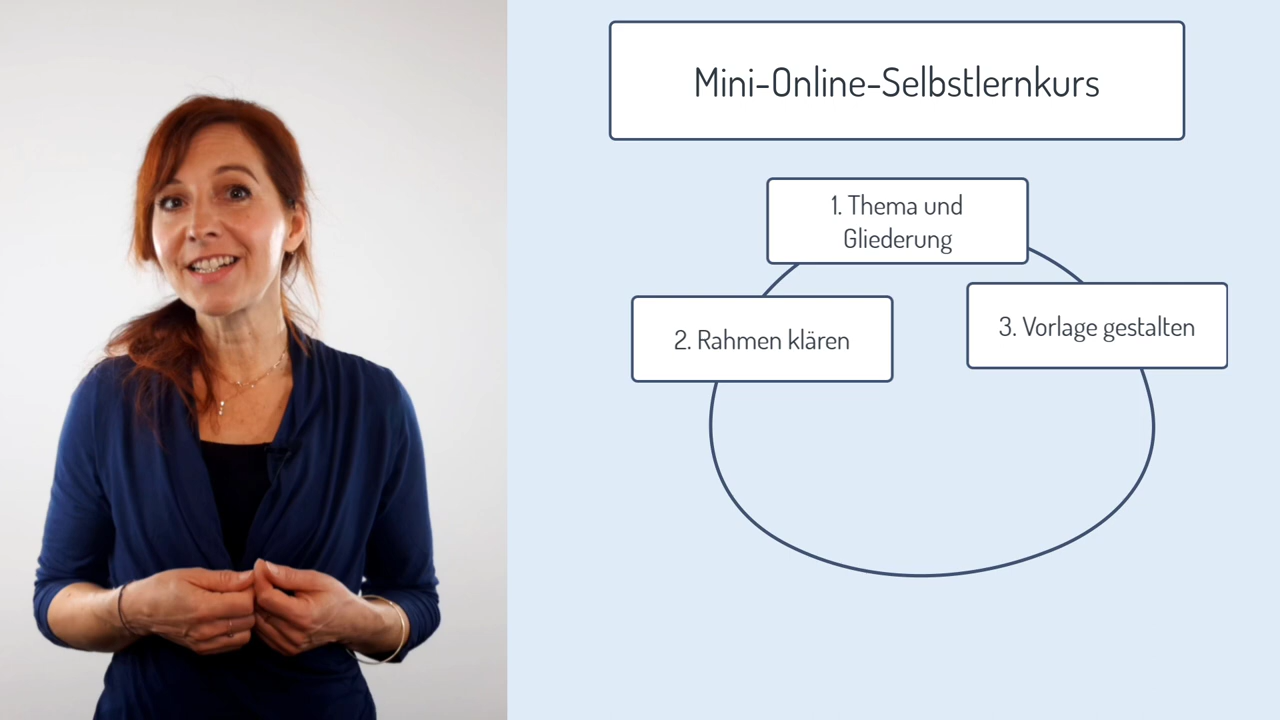 Mini-Online-Selbstlernkurs
1. Thema und
Gliederung
2. Rahmen klären
3. Vorlage gestalten